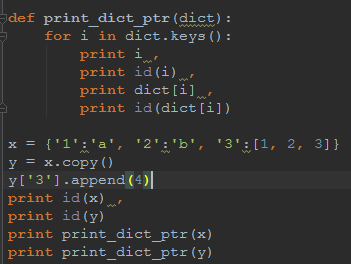 def print_dict_ptr(dict):
    for i in dict.keys():
        print i ,
        print id(i) ,
        print dict[i] ,
        print id(dict[i])
x = {'1':'a', '2':'b', '3':[1, 2, 3]}
y = x.copy()
y['3'].append(4)
print id(x) ,
print id(y)
print print_dict_ptr(x)
print print_dict_ptr(y)